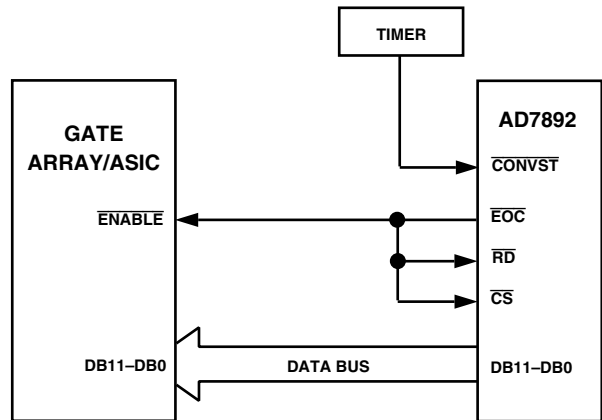 TIMER
GATE
ARRAY/ASIC
AD7892
CONVST
ENABLE
EOC
RD
CS
DB11–DB0
DATA BUS
DB11–DB0